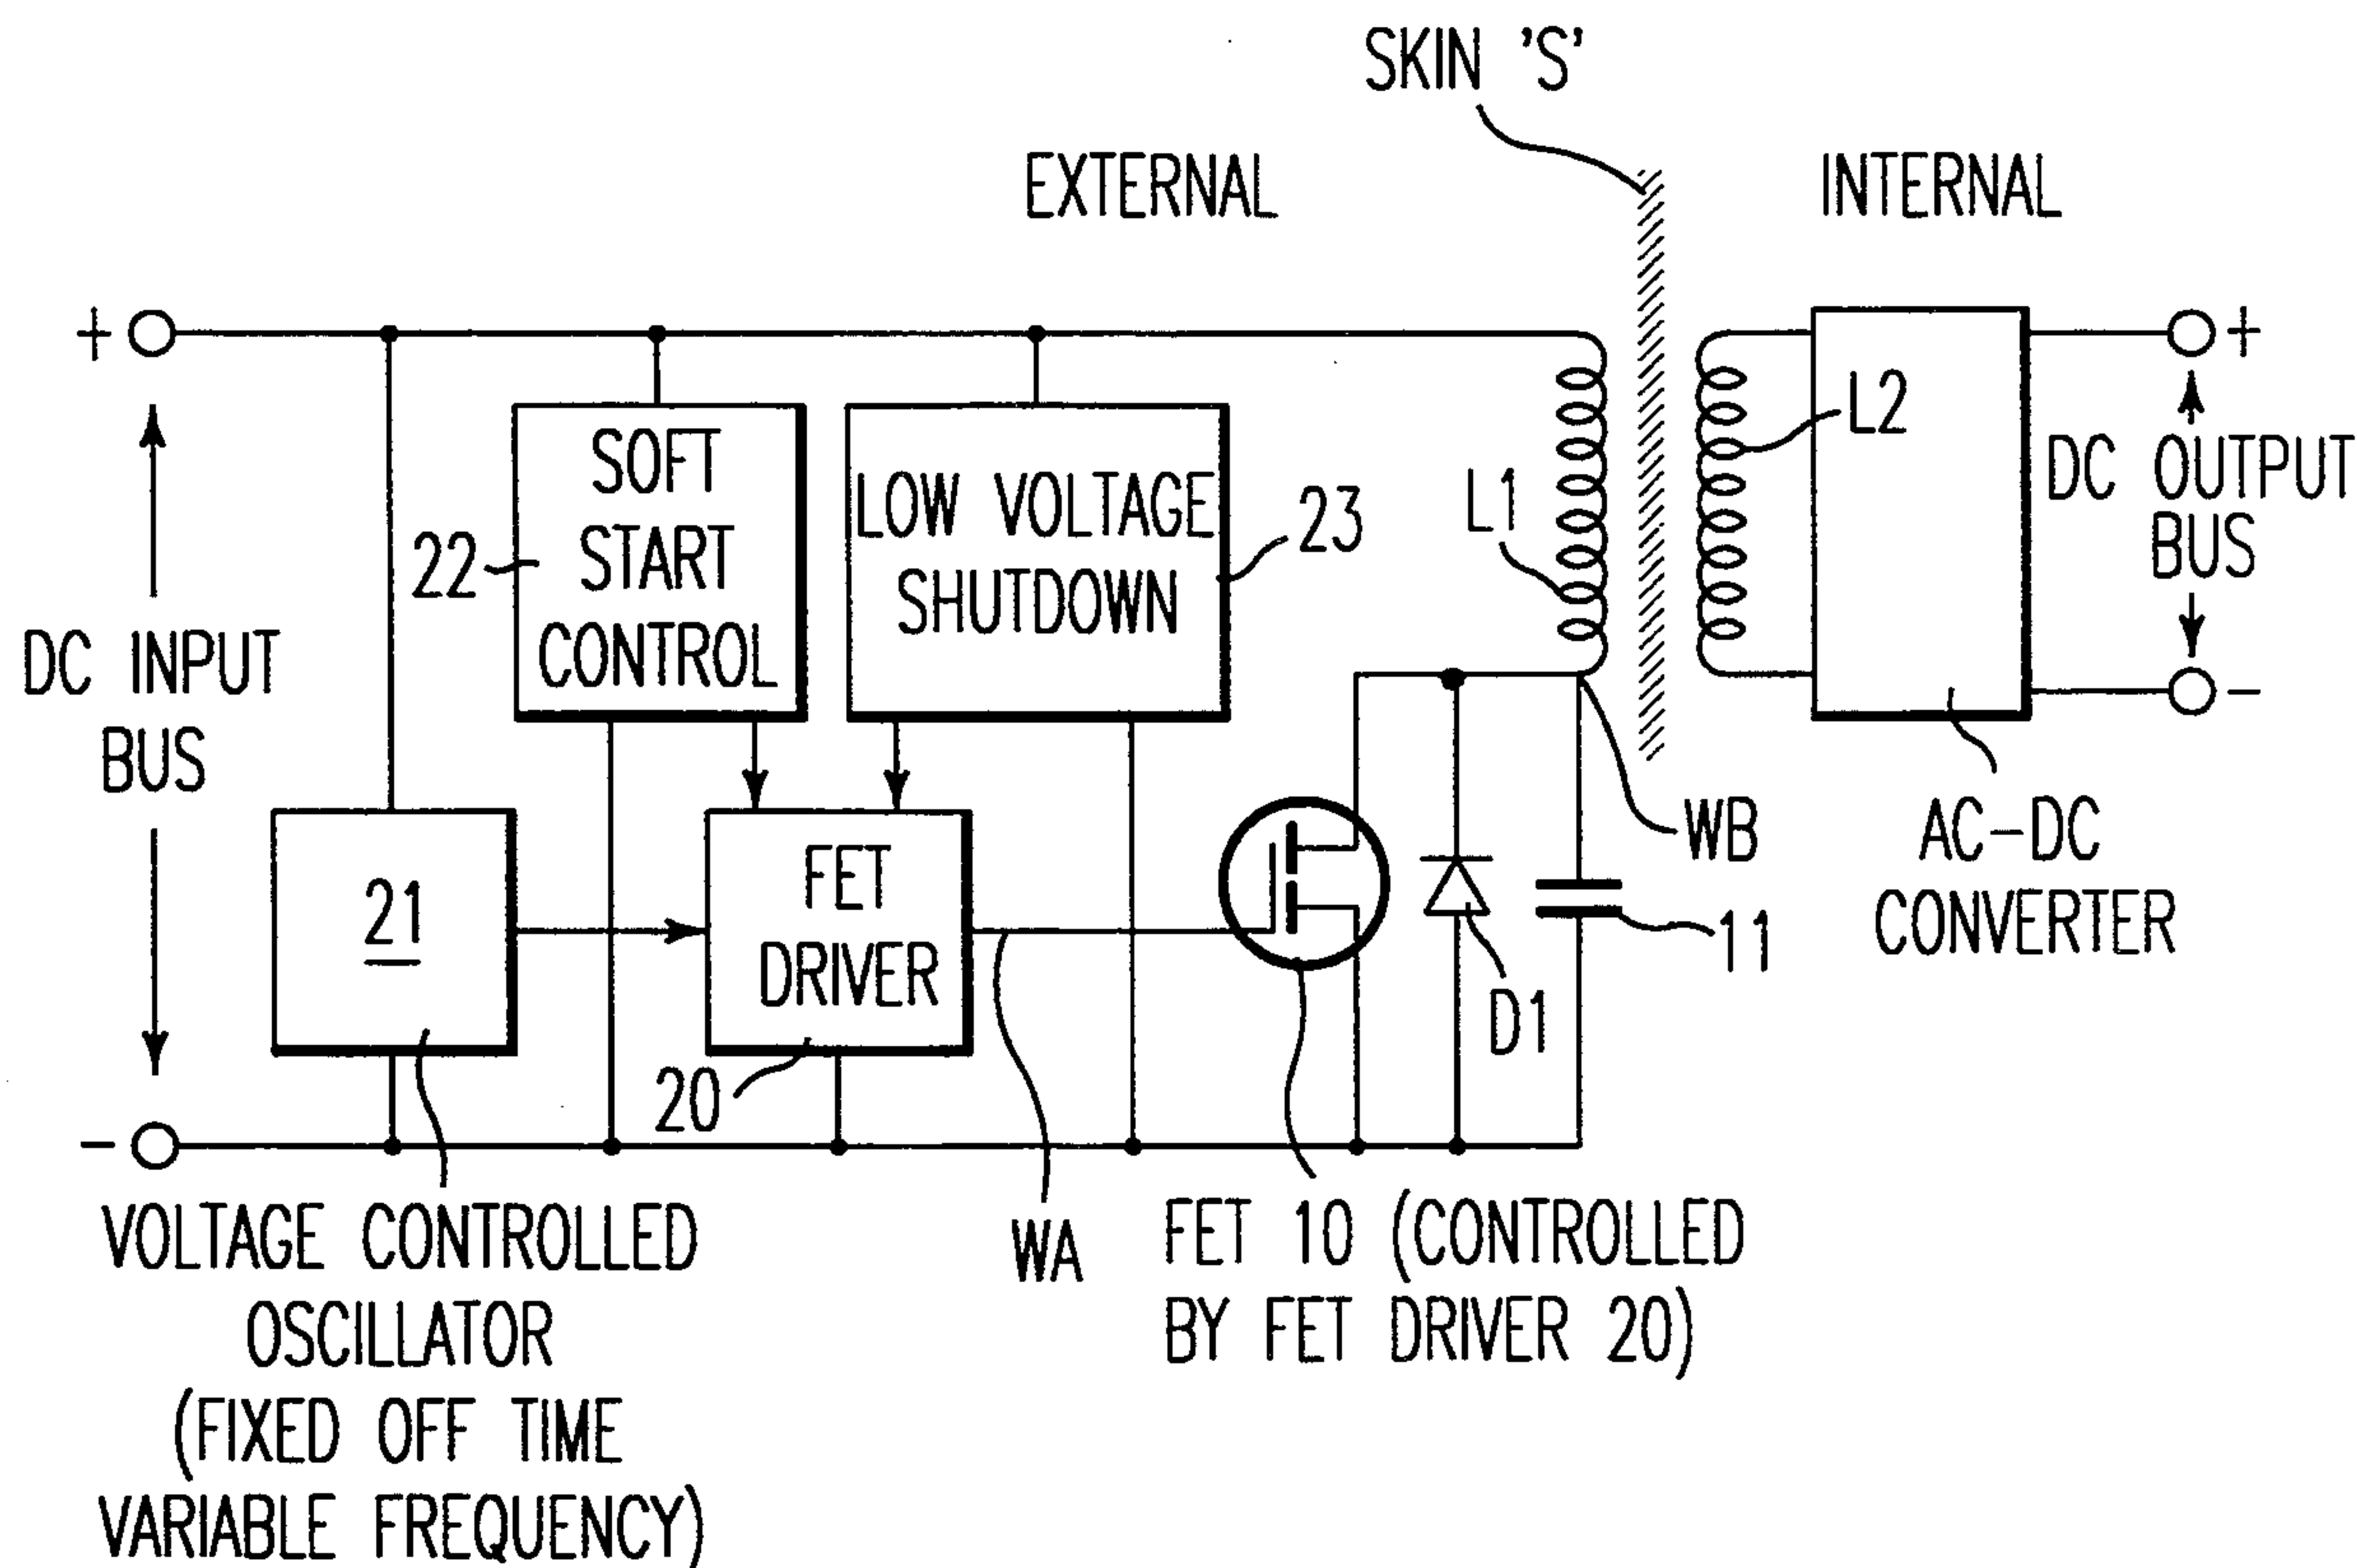 SKIN 'S'
EXTERNAL
INTERNAL
+
+
SOFT
START
CONTROL
22
LOW VOLTAGE
SHUTDOWN
23
L1
L2
DC OUTPUT
BUS
-
DC INPUT
BUS
21
FET
DRIVER
20
WB
11
D1
AC-DC
CONVERTER
-
WA
VOLTAGE CONTROLLED
OSCILLATOR
(FIXED OFF TIME
VARIABLE FREQUENCY)
FET 10 (CONTROLLED
BY FET DRIVER 20)